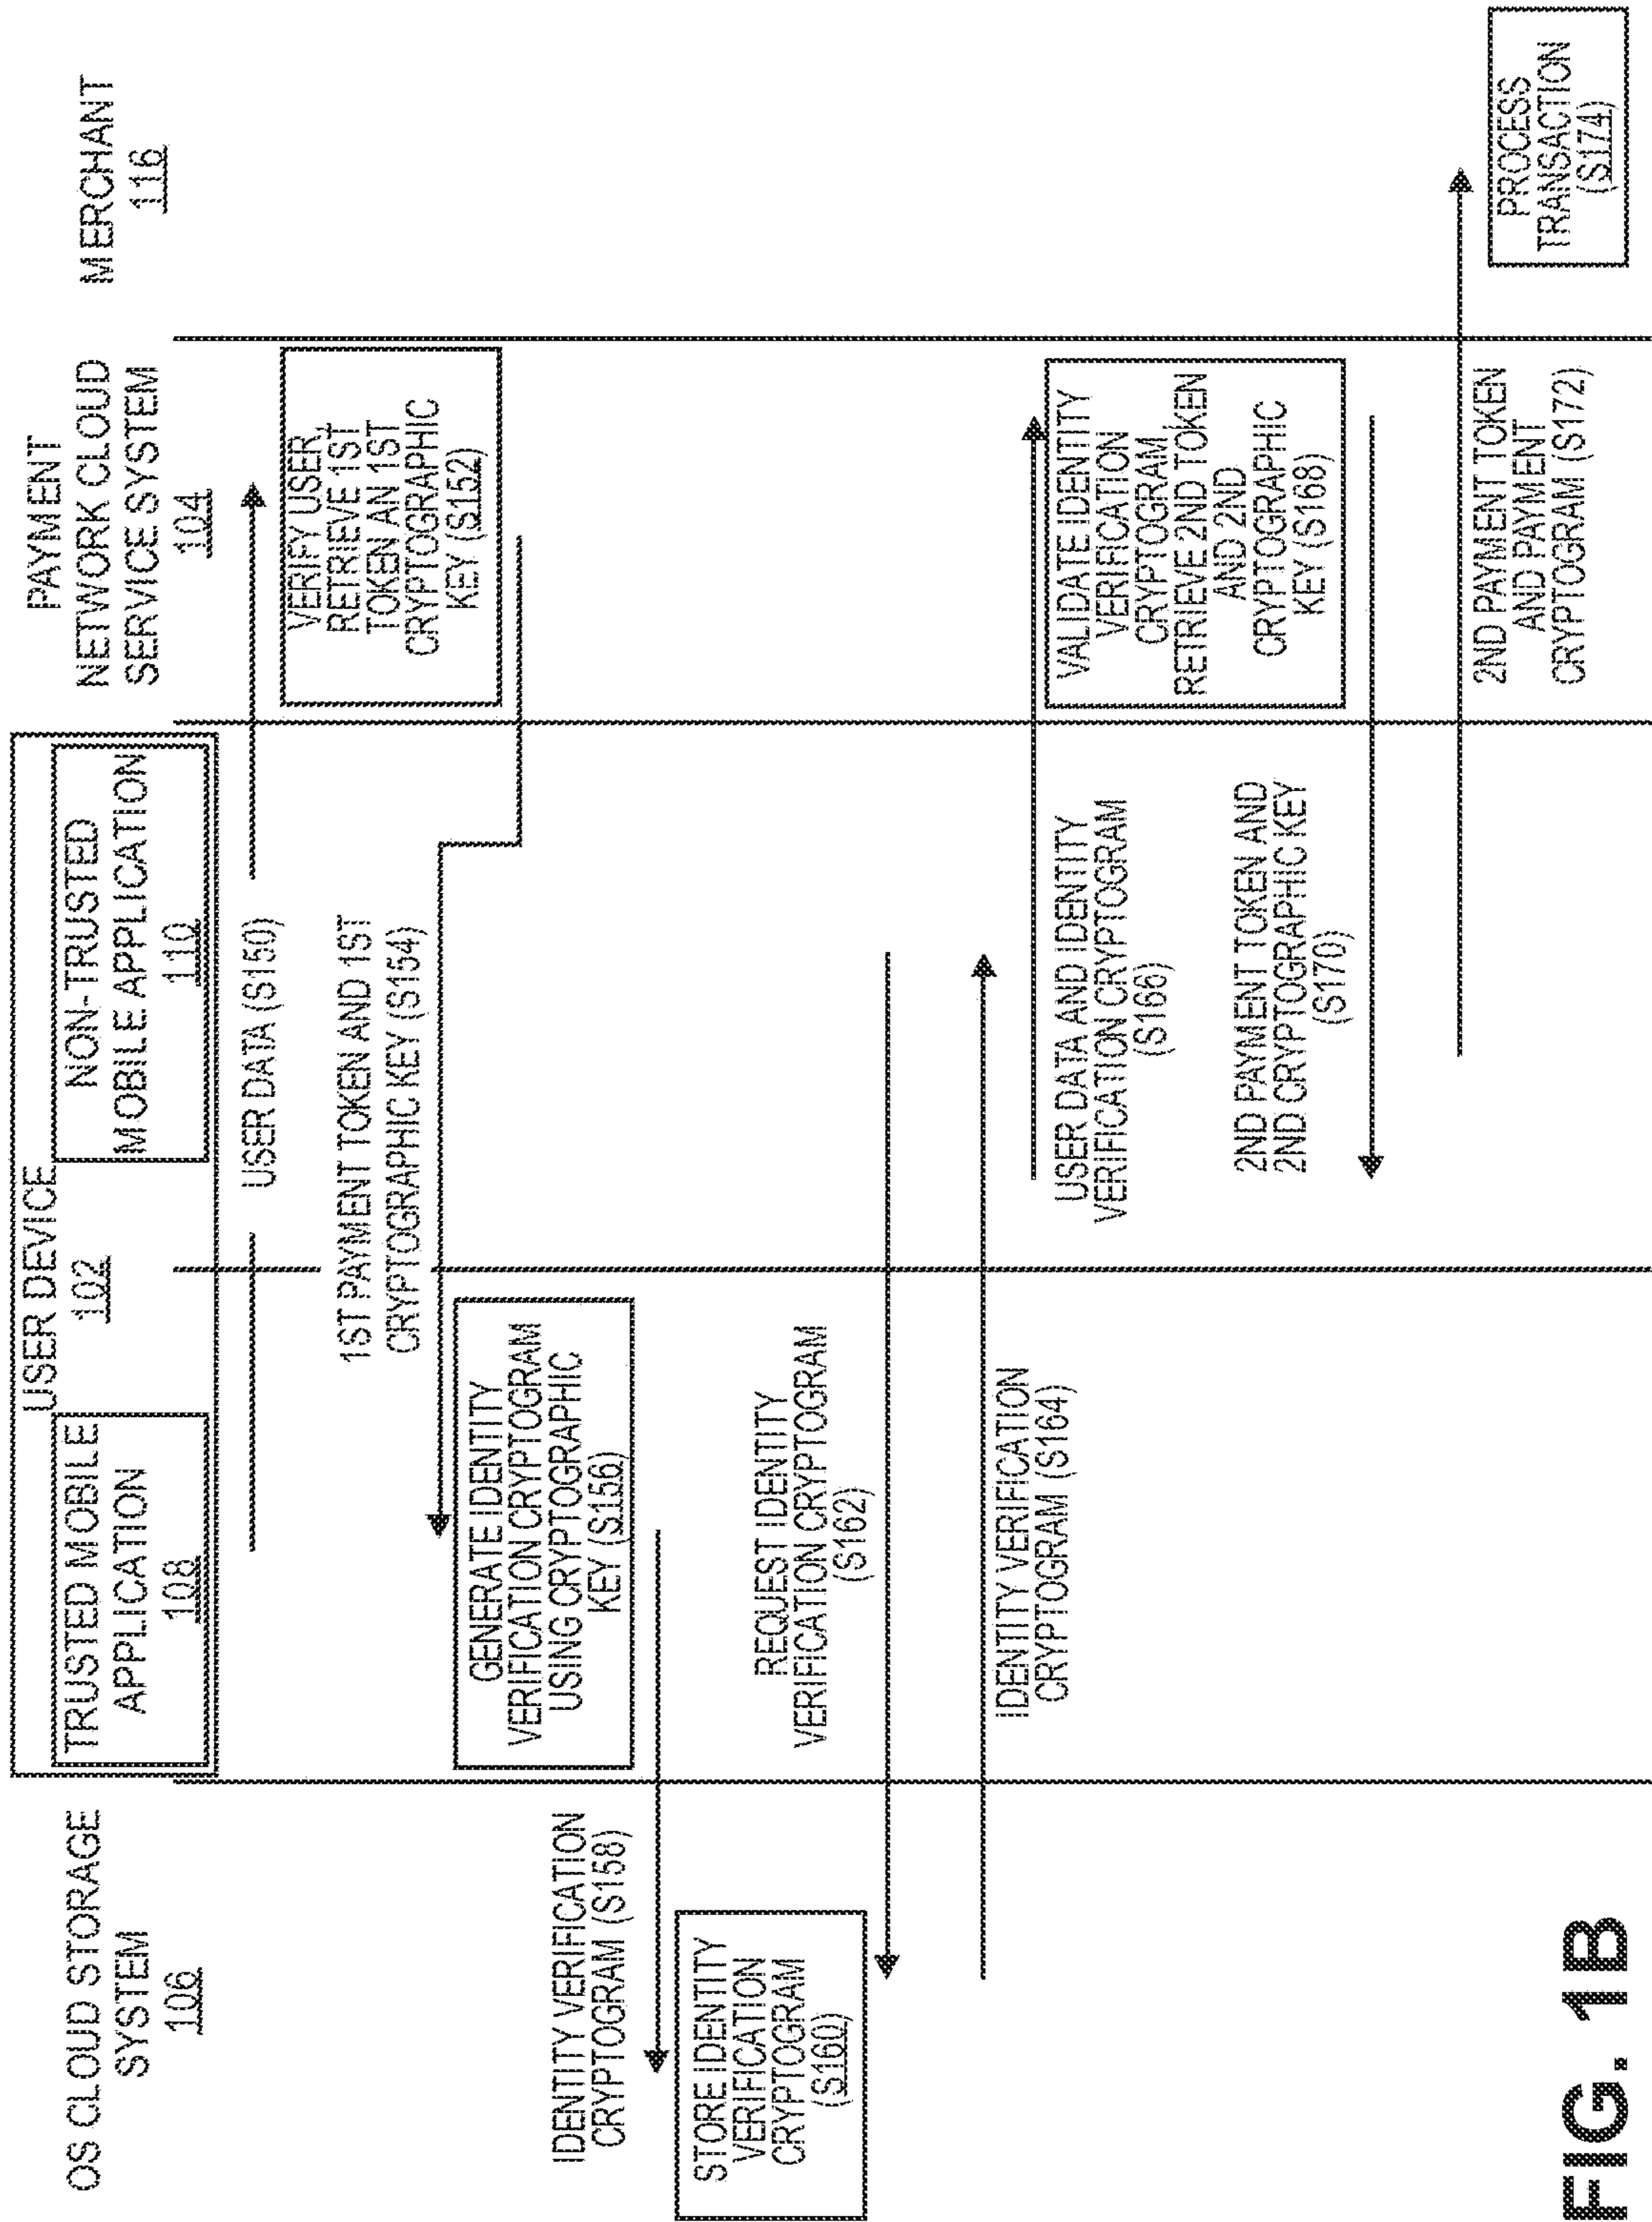 OS CLOUD STORAGE
SYSTEM
106
USER DEVICE
102
TRUSTED MOBILE
APPLICATION
108
NON-TRUSTED
MOBILE APPLICATION
110
PAYMENT
NETWORK CLOUD
SERVICE SYSTEM
104
MERCHANT
116
USER DATA (S150)
VERIFY USER,
RETRIEVE 1ST
TOKEN AN 1ST
CRYPTOGRAPHIC
KEY (S152)
1ST PAYMENT TOKEN AND 1ST
CRYPTOGRAPHIC KEY (S154)
GENERATE IDENTITY
VERIFICATION CRYPTOGRAM
USING CRYPTOGRAPHIC
KEY (S156)
IDENTITY VERIFICATION
CRYPTOGRAM (S158)
STORE IDENTITY
VERIFICATION
CRYPTOGRAM
(S160)
REQUEST IDENTITY
VERIFICATION CRYPTOGRAM
(S162)
IDENTITY VERIFICATION
CRYPTOGRAM (S164)
USER DATA AND IDENTITY
VERIFICATION CRYPTOGRAM
(S166)
VALIDATE IDENTITY
VERIFICATION
CRYPTOGRAM,
RETRIEVE 2ND TOKEN
AND 2ND
CRYPTOGRAPHIC
KEY (S168)
2ND PAYMENT TOKEN AND
2ND CRYPTOGRAPHIC KEY
(S170)
2ND PAYMENT TOKEN
AND PAYMENT
CRYPTOGRAM (S172)
PROCESS
TRANSACTION
(S174)
FIG. 1B